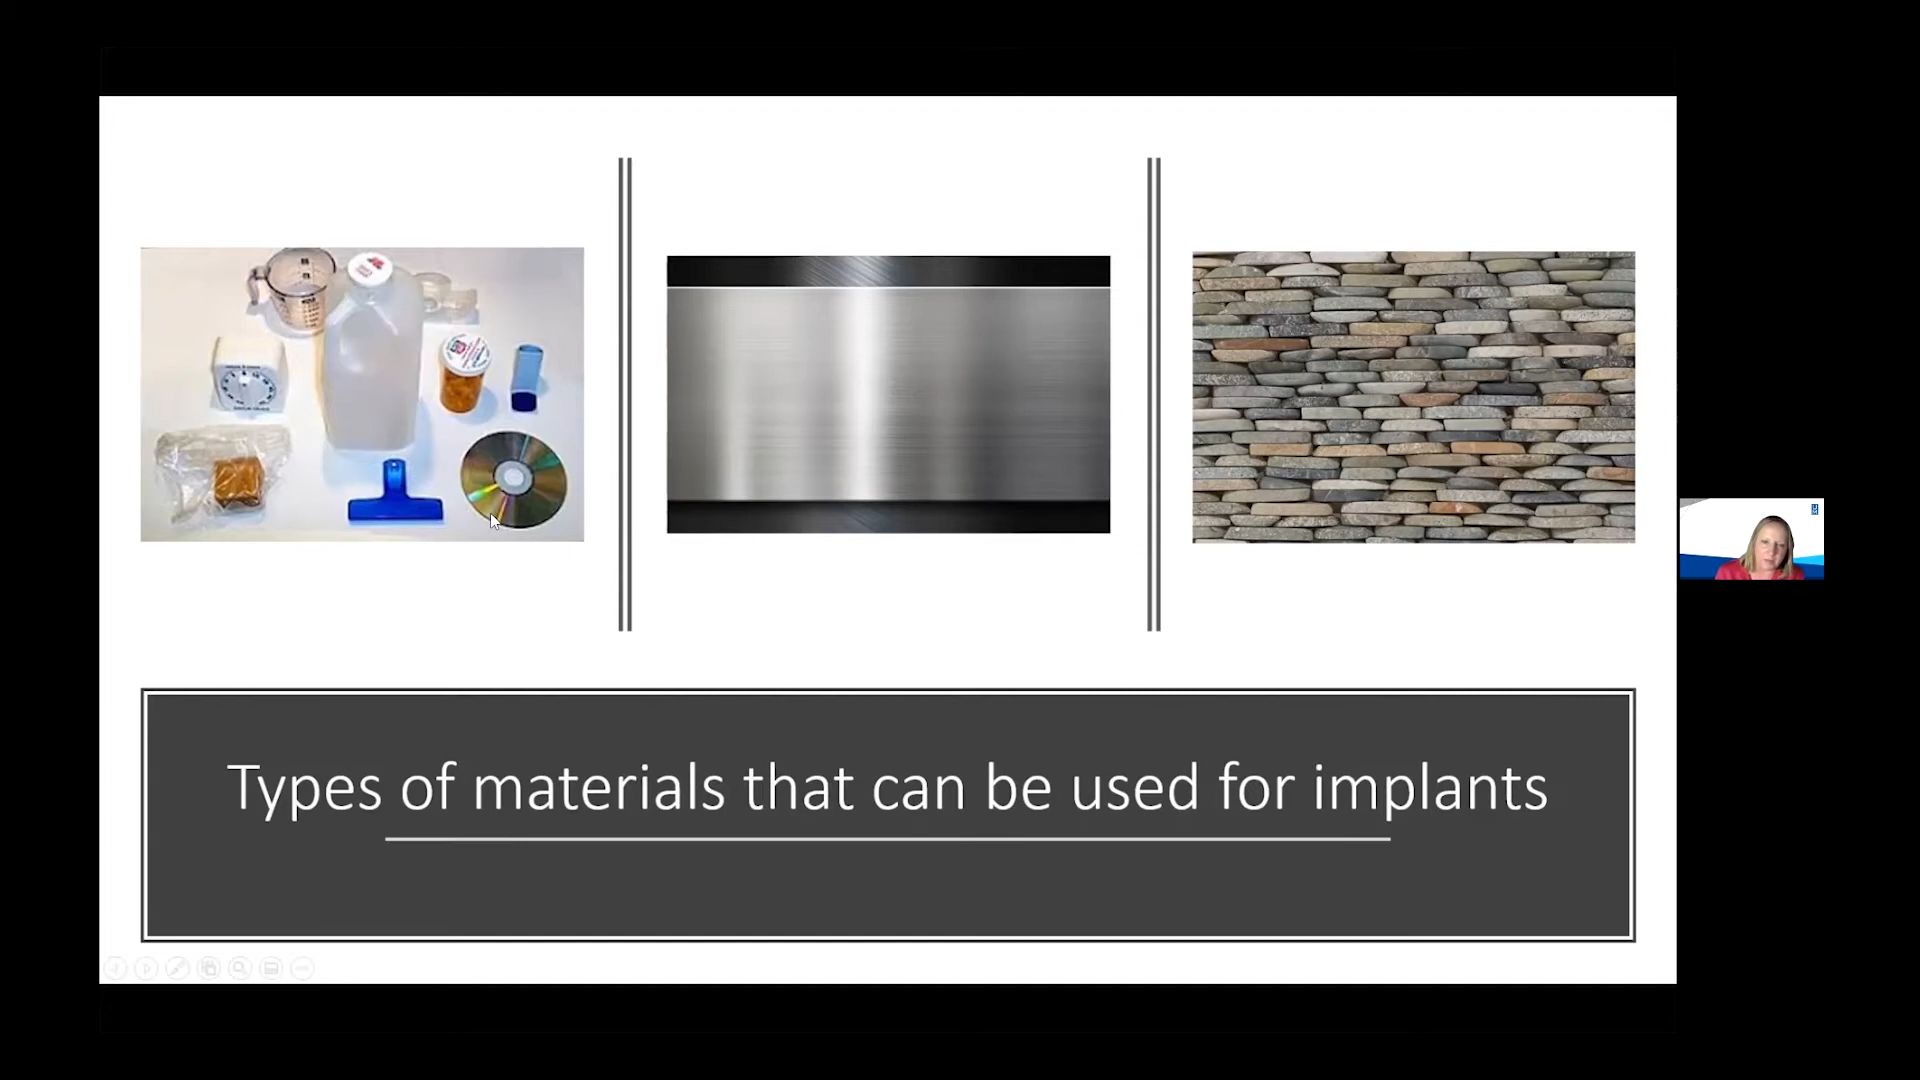 Types of materials that can be used for implants